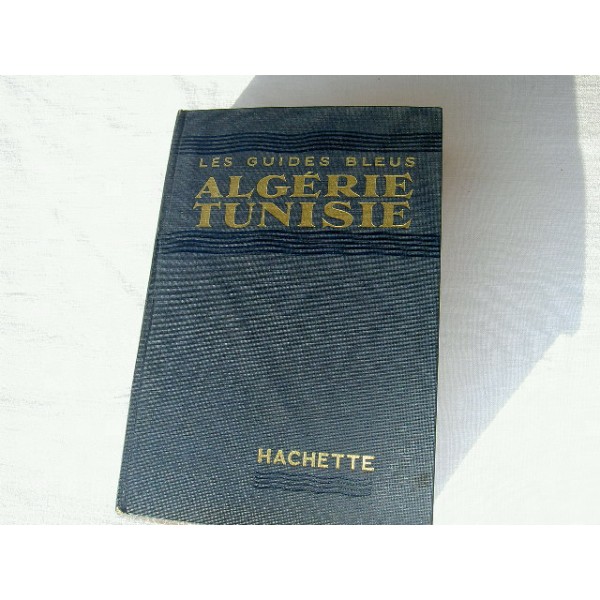 LES GUIDES BLEUS
ALGÉRIE
TUNISIE
HACHETTE